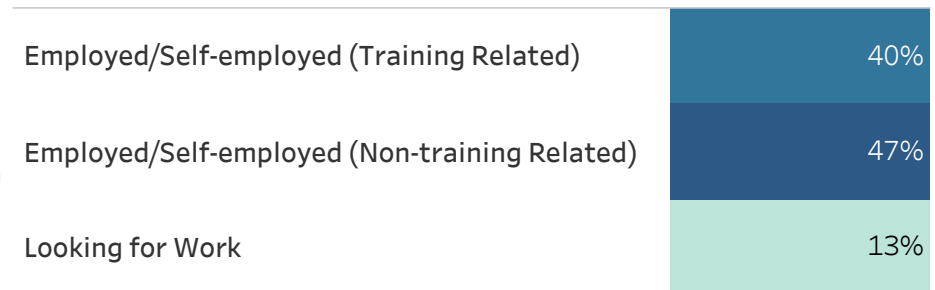 Employed/Self-employed (Training Related) 40%
Employed/Self-employed (Non-training Related) 47%
Looking for Work 13%